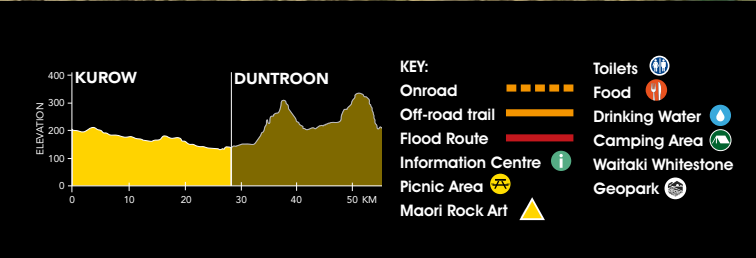 KUROW
DUNTROON
ELEVATION
400
300
200
100
0
0 10 20 30 40 50 KM
KEY:
Onroad
Off-road trail
Flood Route
Information Centre i
Picnic Area
Maori Rock Art
Toilets
Food
Drinking Water
Camping Area
Waitaki Whitestone
Geopark